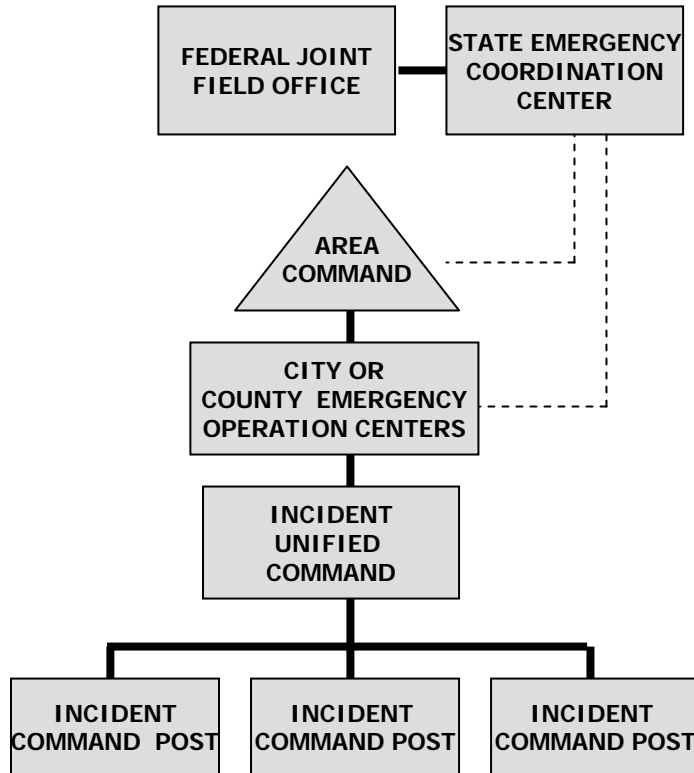 FEDERAL JOINT
FIELD OFFICE
STATE EMERGENCY
COORDINATION
CENTER
AREA
COMMAND
CITY OR
COUNTY EMERGENCY
OPERATION CENTERS
INCIDENT
UNIFIED
COMMAND
INCIDENT
COMMAND POST
INCIDENT
COMMAND POST
INCIDENT
COMMAND POST